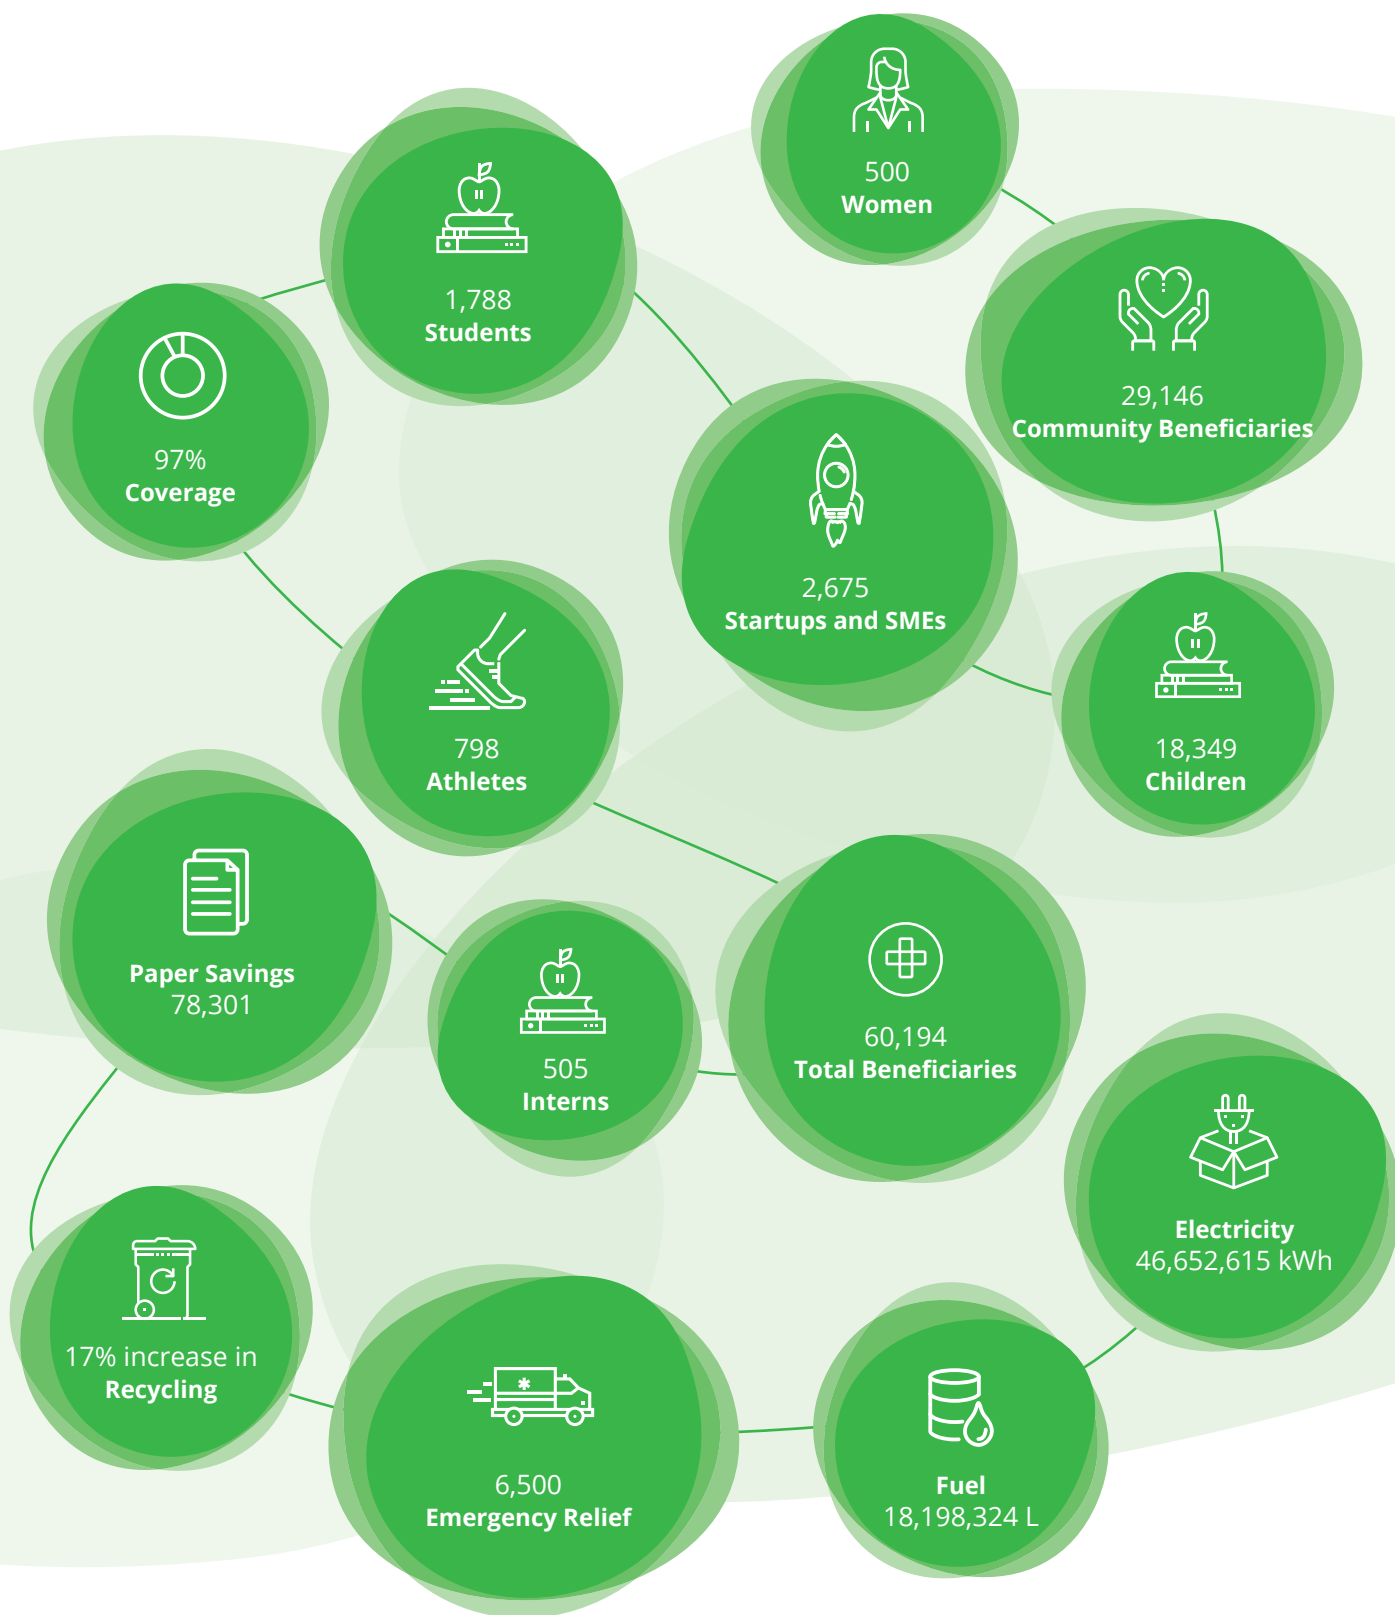 500
Women
1,788
Students
29,146
Community Beneficiaries
97%
Coverage
2,675
Startups and SMEs
798
Athletes
18,349
Children
Paper Savings
78,301
505
Interns
60,194
Total Beneficiaries
Electricity
46,652,615 kWh
17% increase in
Recycling
6,500
Emergency Relief
Fuel
18,198,324 L